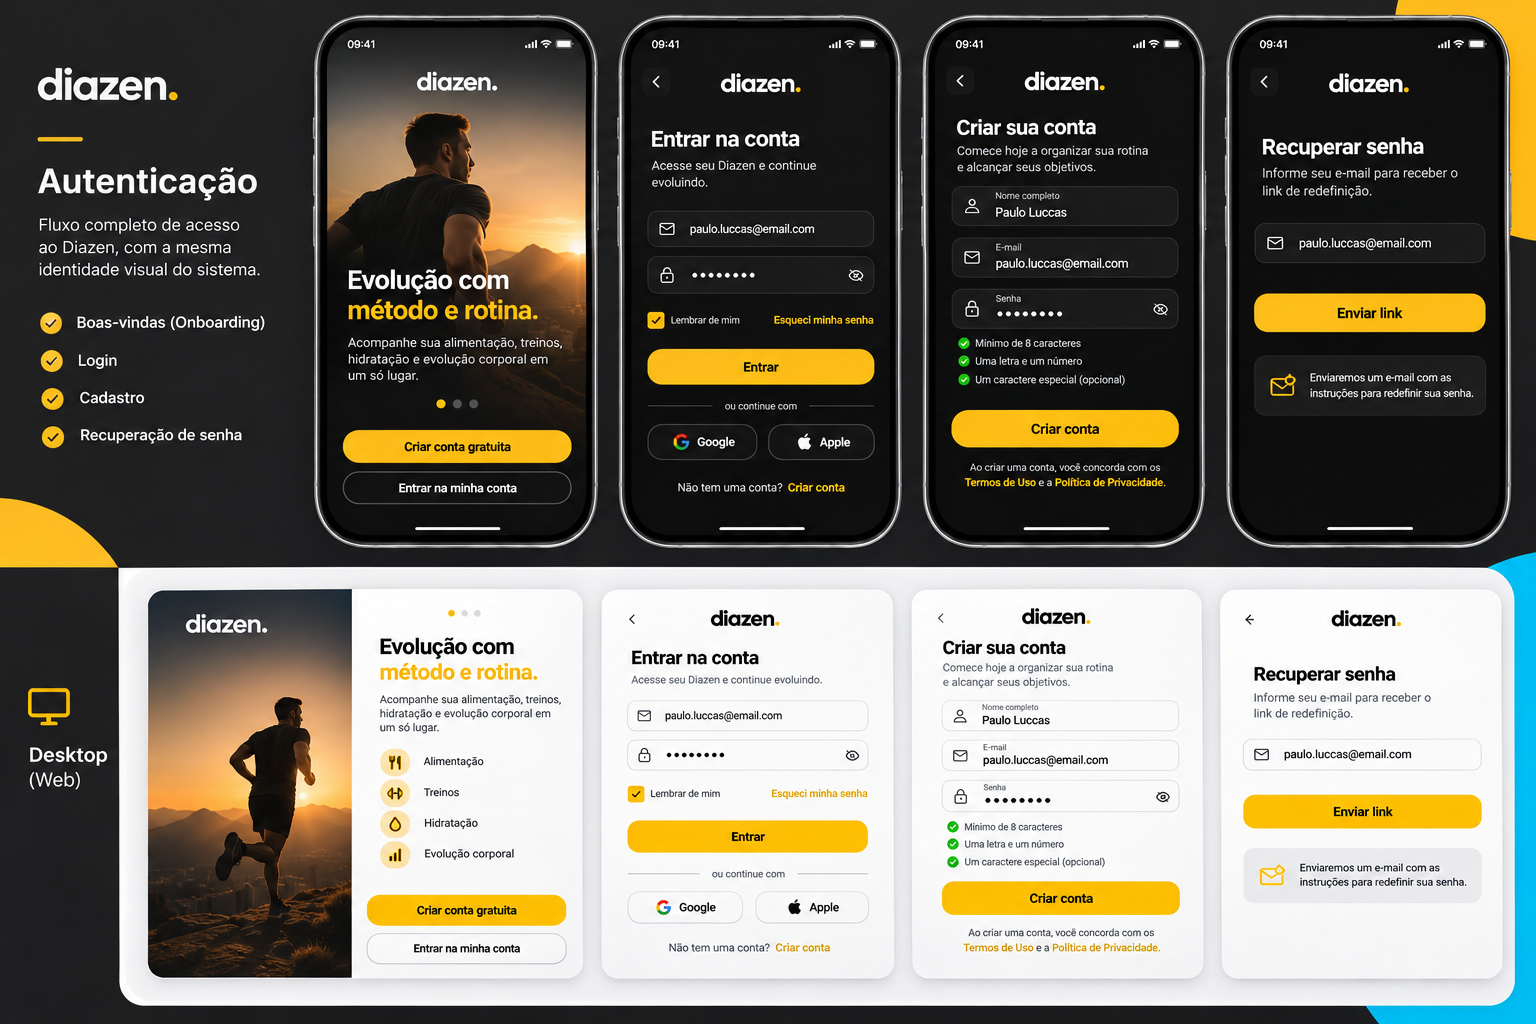 diazen.
Autenticação
Fluxo completo de acesso
ao Diazen, com a mesma
identidade visual do sistema.
Boas-vindas (Onboarding)
Login
Cadastro
Recuperação de senha
09:41
diazen.
Evolução com
método e rotina.
Acompanhe sua alimentação, treinos,
hidratação e evolução corporal em
um só lugar.
Criar conta gratuita
Entrar na minha conta
09:41
diazen.
Entrar na conta
Acesse seu Diazen e continue
evoluindo.
paulo.luccas@email.com
••••••••
Lembrar de mim
Esqueci minha senha
Entrar
ou continue com
Google
Apple
Não tem uma conta? Criar conta
09:41
diazen.
Criar sua conta
Comece hoje a organizar sua rotina
e alcançar seus objetivos.
Nome completo
Paulo Luccas
E-mail
paulo.luccas@email.com
Senha
••••••••
Mínimo de 8 caracteres
Uma letra e um número
Um caractere especial (opcional)
Criar conta
Ao criar uma conta, você concorda com os
Termos de Uso e a Política de Privacidade.
09:41
diazen.
Recuperar senha
Informe seu e-mail para receber o
link de redefinição.
paulo.luccas@email.com
Enviar link
Enviaremos um e-mail com as
instruções para redefinir sua senha.
Desktop
(Web)
diazen.
Evolução com
método e rotina.
Acompanhe sua alimentação, treinos,
hidratação e evolução corporal em
um só lugar.
Alimentação
Treinos
Hidratação
Evolução corporal
Criar conta gratuita
Entrar na minha conta
diazen.
Entrar na conta
Acesse seu Diazen e continue evoluindo.
paulo.luccas@email.com
••••••••
Lembrar de mim
Esqueci minha senha
Entrar
ou continue com
Google
Apple
Não tem uma conta? Criar conta
diazen.
Criar sua conta
Comece hoje a organizar sua rotina
e alcançar seus objetivos.
Nome completo
Paulo Luccas
E-mail
paulo.luccas@email.com
Senha
••••••••
Mínimo de 8 caracteres
Uma letra e um número
Um caractere especial (opcional)
Criar conta
Ao criar uma conta, você concorda com os
Termos de Uso e a Política de Privacidade.
diazen.
Recuperar senha
Informe seu e-mail para receber o
link de redefinição.
paulo.luccas@email.com
Enviar link
Enviaremos um e-mail com as
instruções para redefinir sua senha.